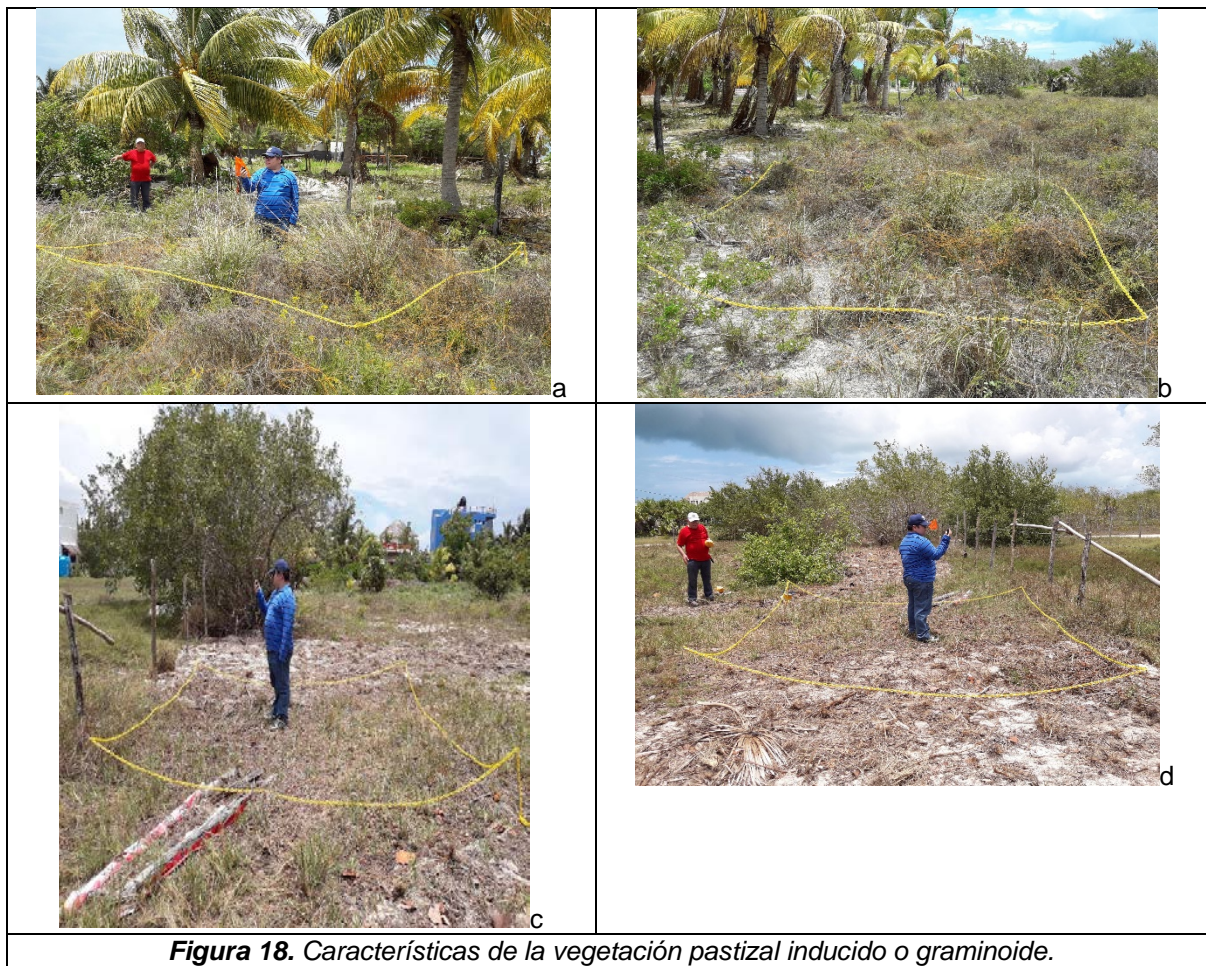 a
b
c
d
Figura 18. Características de la vegetación pastizal inducido o graminoide.